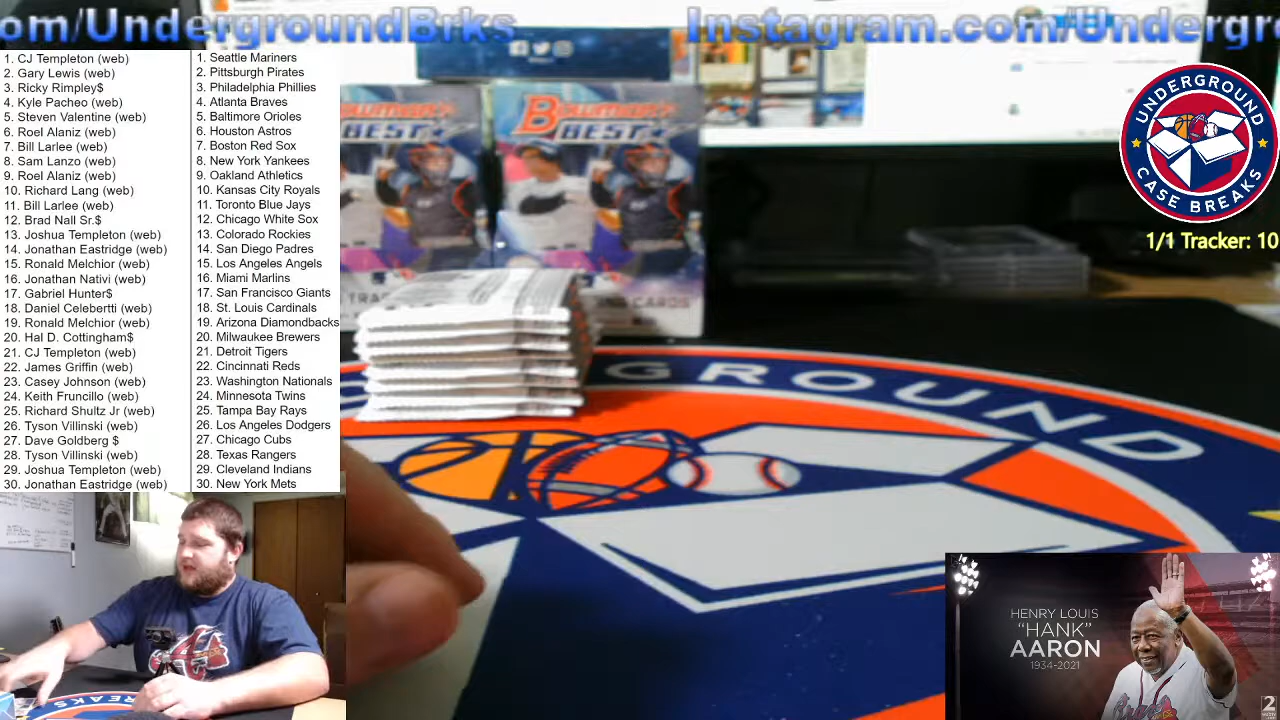 om/UndergroundBrks Instagram.com/Undergr
1. CJ Templeton (web)
2. Gary Lewis (web)
3. Ricky Rimpley$
4. Kyle Pacheo (web)
5. Steven Valentine (web)
6. Roel Alaniz (web)
7. Bill Larlee (web)
8. Sam Lanzo (web)
9. Roel Alaniz (web)
10. Richard Lang (web)
11. Bill Larlee (web)
12. Brad Nall Sr.$
13. Joshua Templeton (web)
14. Jonathan Eastridge (web)
15. Ronald Melchior (web)
16. Jonathan Nativi (web)
17. Gabriel Hunter$
18. Daniel Celebertti (web)
19. Ronald Melchior (web)
20. Hal D. Cottingham$
21. CJ Templeton (web)
22. James Griffin (web)
23. Casey Johnson (web)
24. Keith Fruncillo (web)
25. Richard Shultz Jr (web)
26. Tyson Villinski (web)
27. Dave Goldberg $
28. Tyson Villinski (web)
29. Joshua Templeton (web)
30. Jonathan Eastridge (web)
1. Seattle Mariners
2. Pittsburgh Pirates
3. Philadelphia Phillies
4. Atlanta Braves
5. Baltimore Orioles
6. Houston Astros
7. Boston Red Sox
8. New York Yankees
9. Oakland Athletics
10. Kansas City Royals
11. Toronto Blue Jays
12. Chicago White Sox
13. Colorado Rockies
14. San Diego Padres
15. Los Angeles Angels
16. Miami Marlins
17. San Francisco Giants
18. St. Louis Cardinals
19. Arizona Diamondbacks
20. Milwaukee Brewers
21. Detroit Tigers
22. Cincinnati Reds
23. Washington Nationals
24. Minnesota Twins
25. Tampa Bay Rays
26. Los Angeles Dodgers
27. Chicago Cubs
28. Texas Rangers
29. Cleveland Indians
30. New York Mets
BOWMAN'S
BEST
BOWMAN'S
BEST
TRA
CARDS
UNDERGROUND
CASE BREAKS
1/1 Tracker: 10
GROUND
BREAKS
HENRY LOUIS
"HANK"
AARON
1934-2021
2